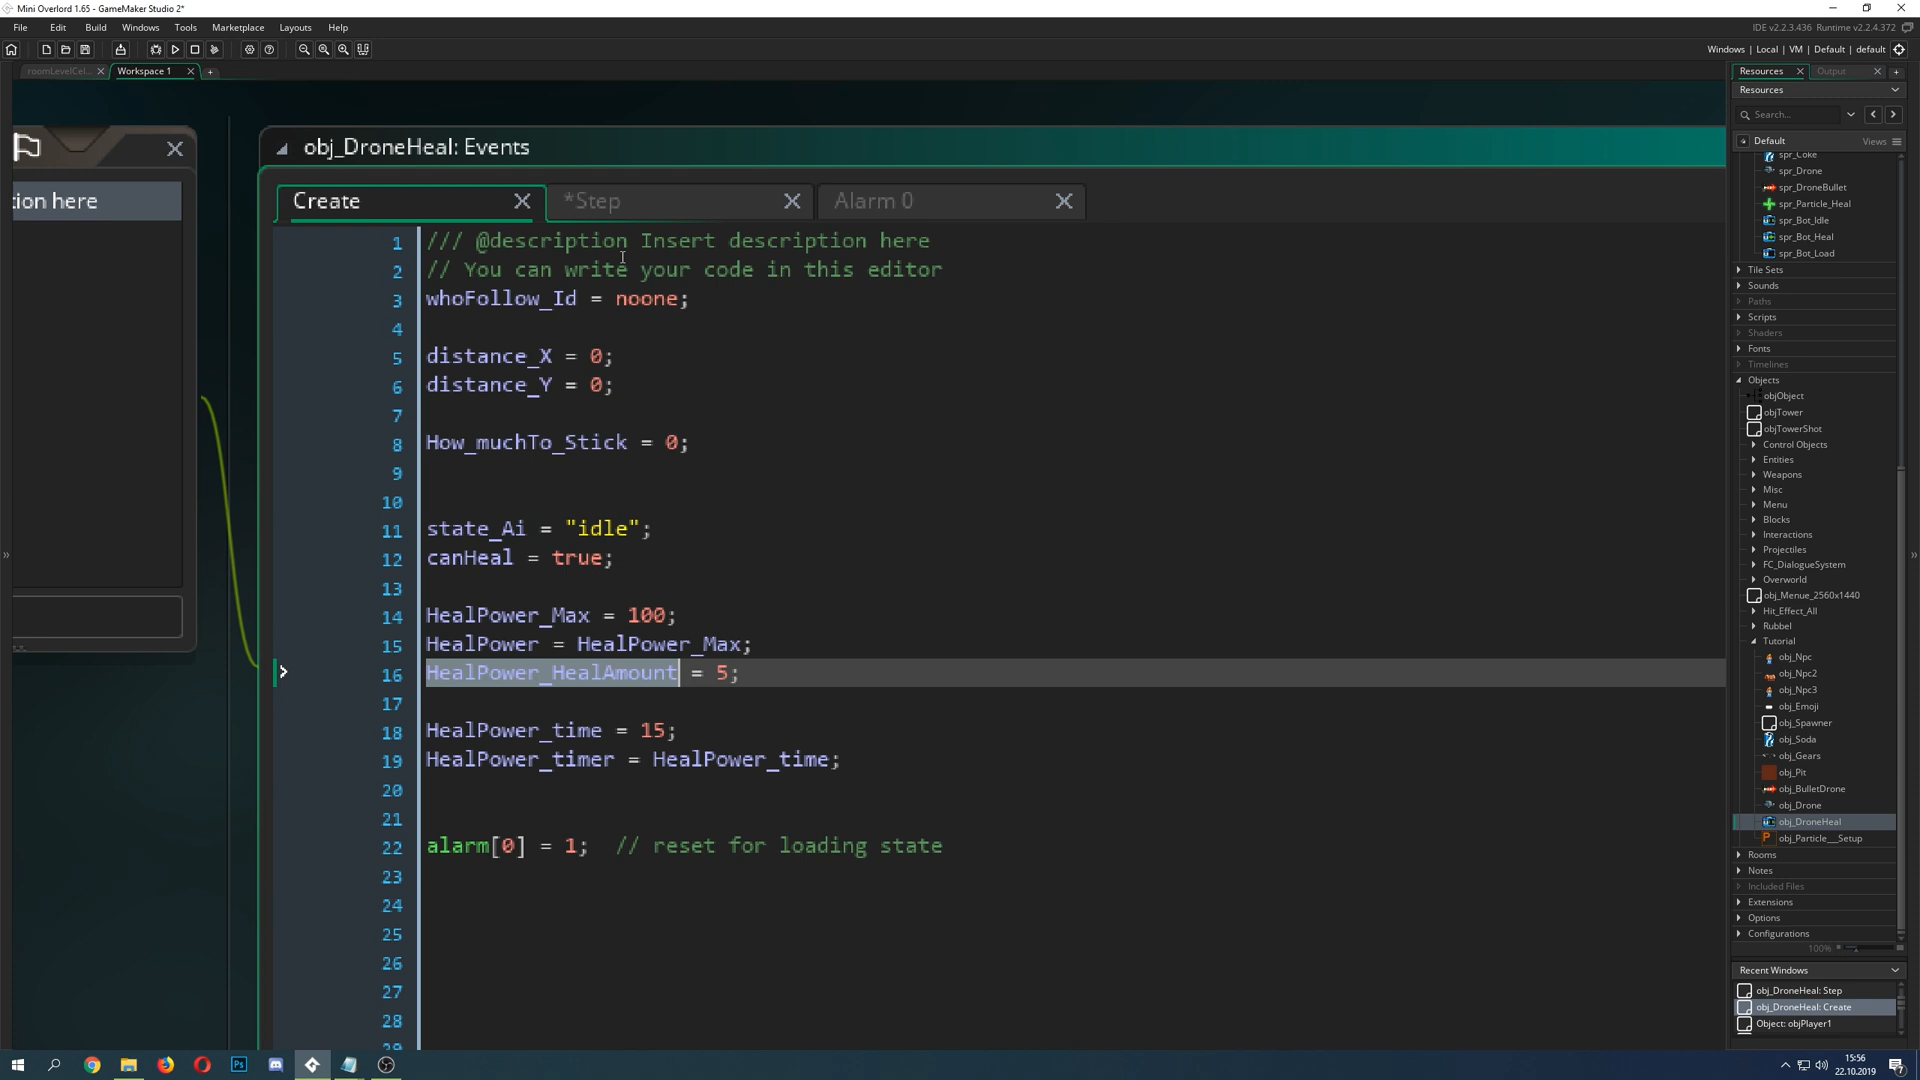 Mini Overlord 1.65 - GameMaker Studio 2*
File Edit Build Windows Tools Marketplace Layouts Help
IDE v2.2.3.436 Runtime v2.2.4.372
Windows | Local | VM | Default | default
roomLevelCel...
Workspace 1
Resources
Output
Resources
Search...
Default
Views
tion here
obj_DroneHeal: Events
Create
*Step
Alarm 0
1 /// @description Insert description here
2 // You can write your code in this editor
3 whoFollow_Id = noone;
4
5 distance_X = 0;
6 distance_Y = 0;
7
8 How_muchTo_Stick = 0;
9
10
11 state_Ai = "idle";
12 canHeal = true;
13
14 HealPower_Max = 100;
15 HealPower = HealPower_Max;
16 HealPower_HealAmount = 5;
17
18 HealPower_time = 15;
19 HealPower_timer = HealPower_time;
20
21
22 alarm[0] = 1; // reset for loading state
23
24
25
26
27
28
29
spr_Coke
spr_Drone
spr_DroneBullet
spr_Particle_Heal
spr_Bot_Idle
spr_Bot_Heal
spr_Bot_Load
Tile Sets
Sounds
Paths
Scripts
Shaders
Fonts
Timelines
Objects
objObject
objTower
objTowerShot
Control Objects
Entities
Weapons
Misc
Menu
Blocks
Interactions
Projectiles
FC_DialogueSystem
Overworld
obj_Menue_2560x1440
Hit_Effect_All
Rubbel
Tutorial
obj_Npc
obj_Npc2
obj_Npc3
obj_Emoji
obj_Spawner
obj_Soda
obj_Gears
obj_Pit
obj_BulletDrone
obj_Drone
obj_DroneHeal
obj_Particle__Setup
Rooms
Notes
Included Files
Extensions
Options
Configurations
100%
Recent Windows
obj_DroneHeal: Step
obj_DroneHeal: Create
Object: objPlayer1
15:56
22.10.2019